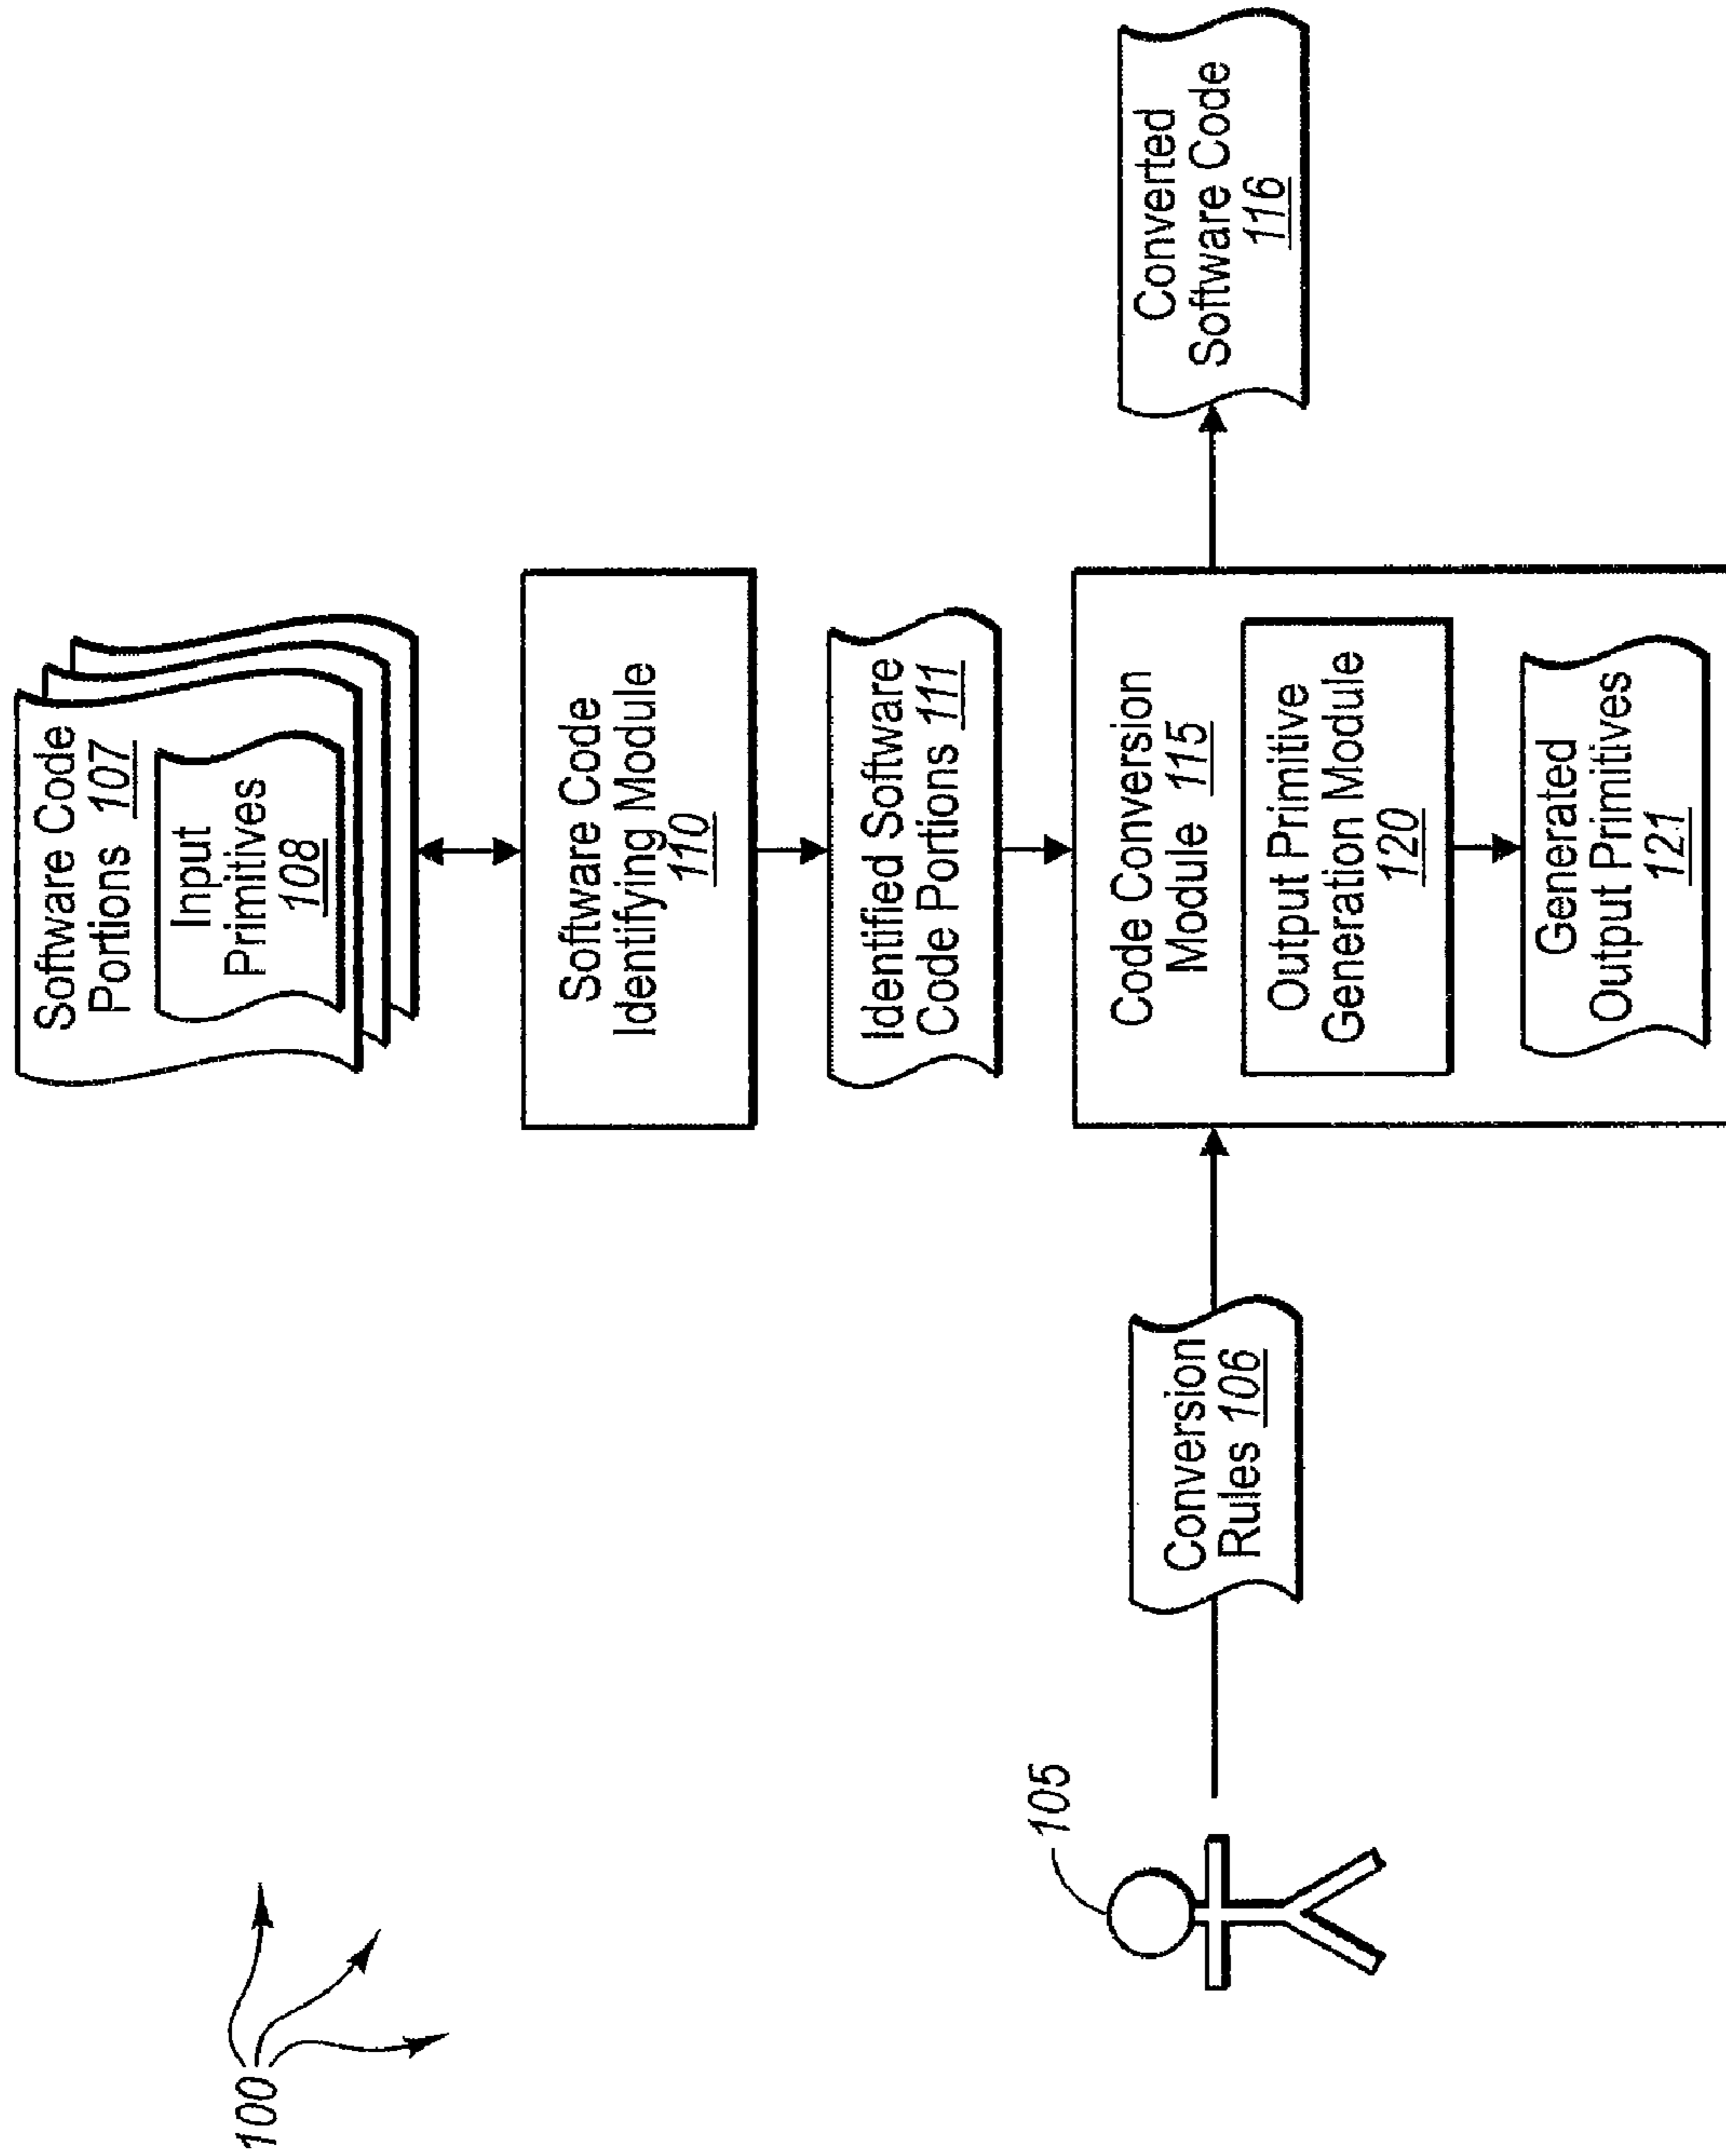 100
105
Conversion
Rules 106
Software Code
Portions 107
Input
Primitives
108
Software Code
Identifying Module
110
Identified Software
Code Portions 111
Code Conversion
Module 115
Output Primitive
Generation Module
120
Generated
Output Primitives
121
Converted
Software Code
116